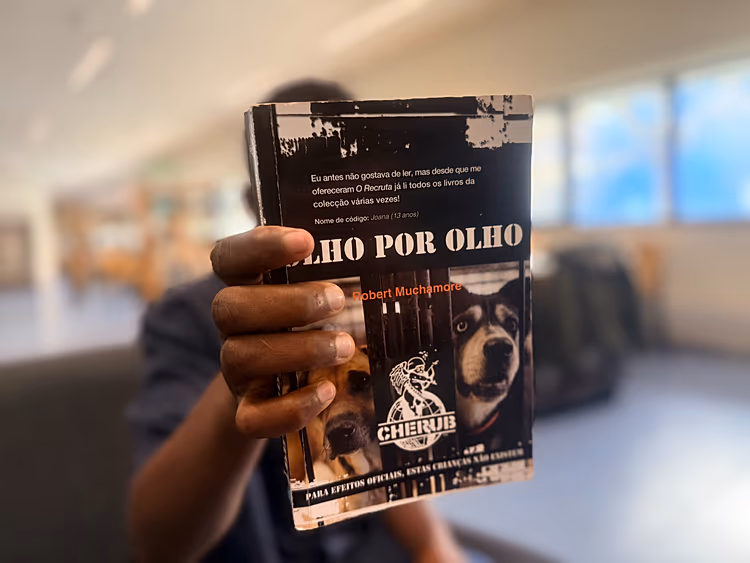 Eu antes não gostava de ler, mas desde que me
ofereceram O Recruta já li todos os livros da
colecção várias vezes!
Nome de código: Joana (13 anos)
OLHO POR OLHO
Robert Muchamore
CHERUB
PARA EFEITOS OFICIAIS, ESTAS CRIANÇAS NÃO EXISTEM